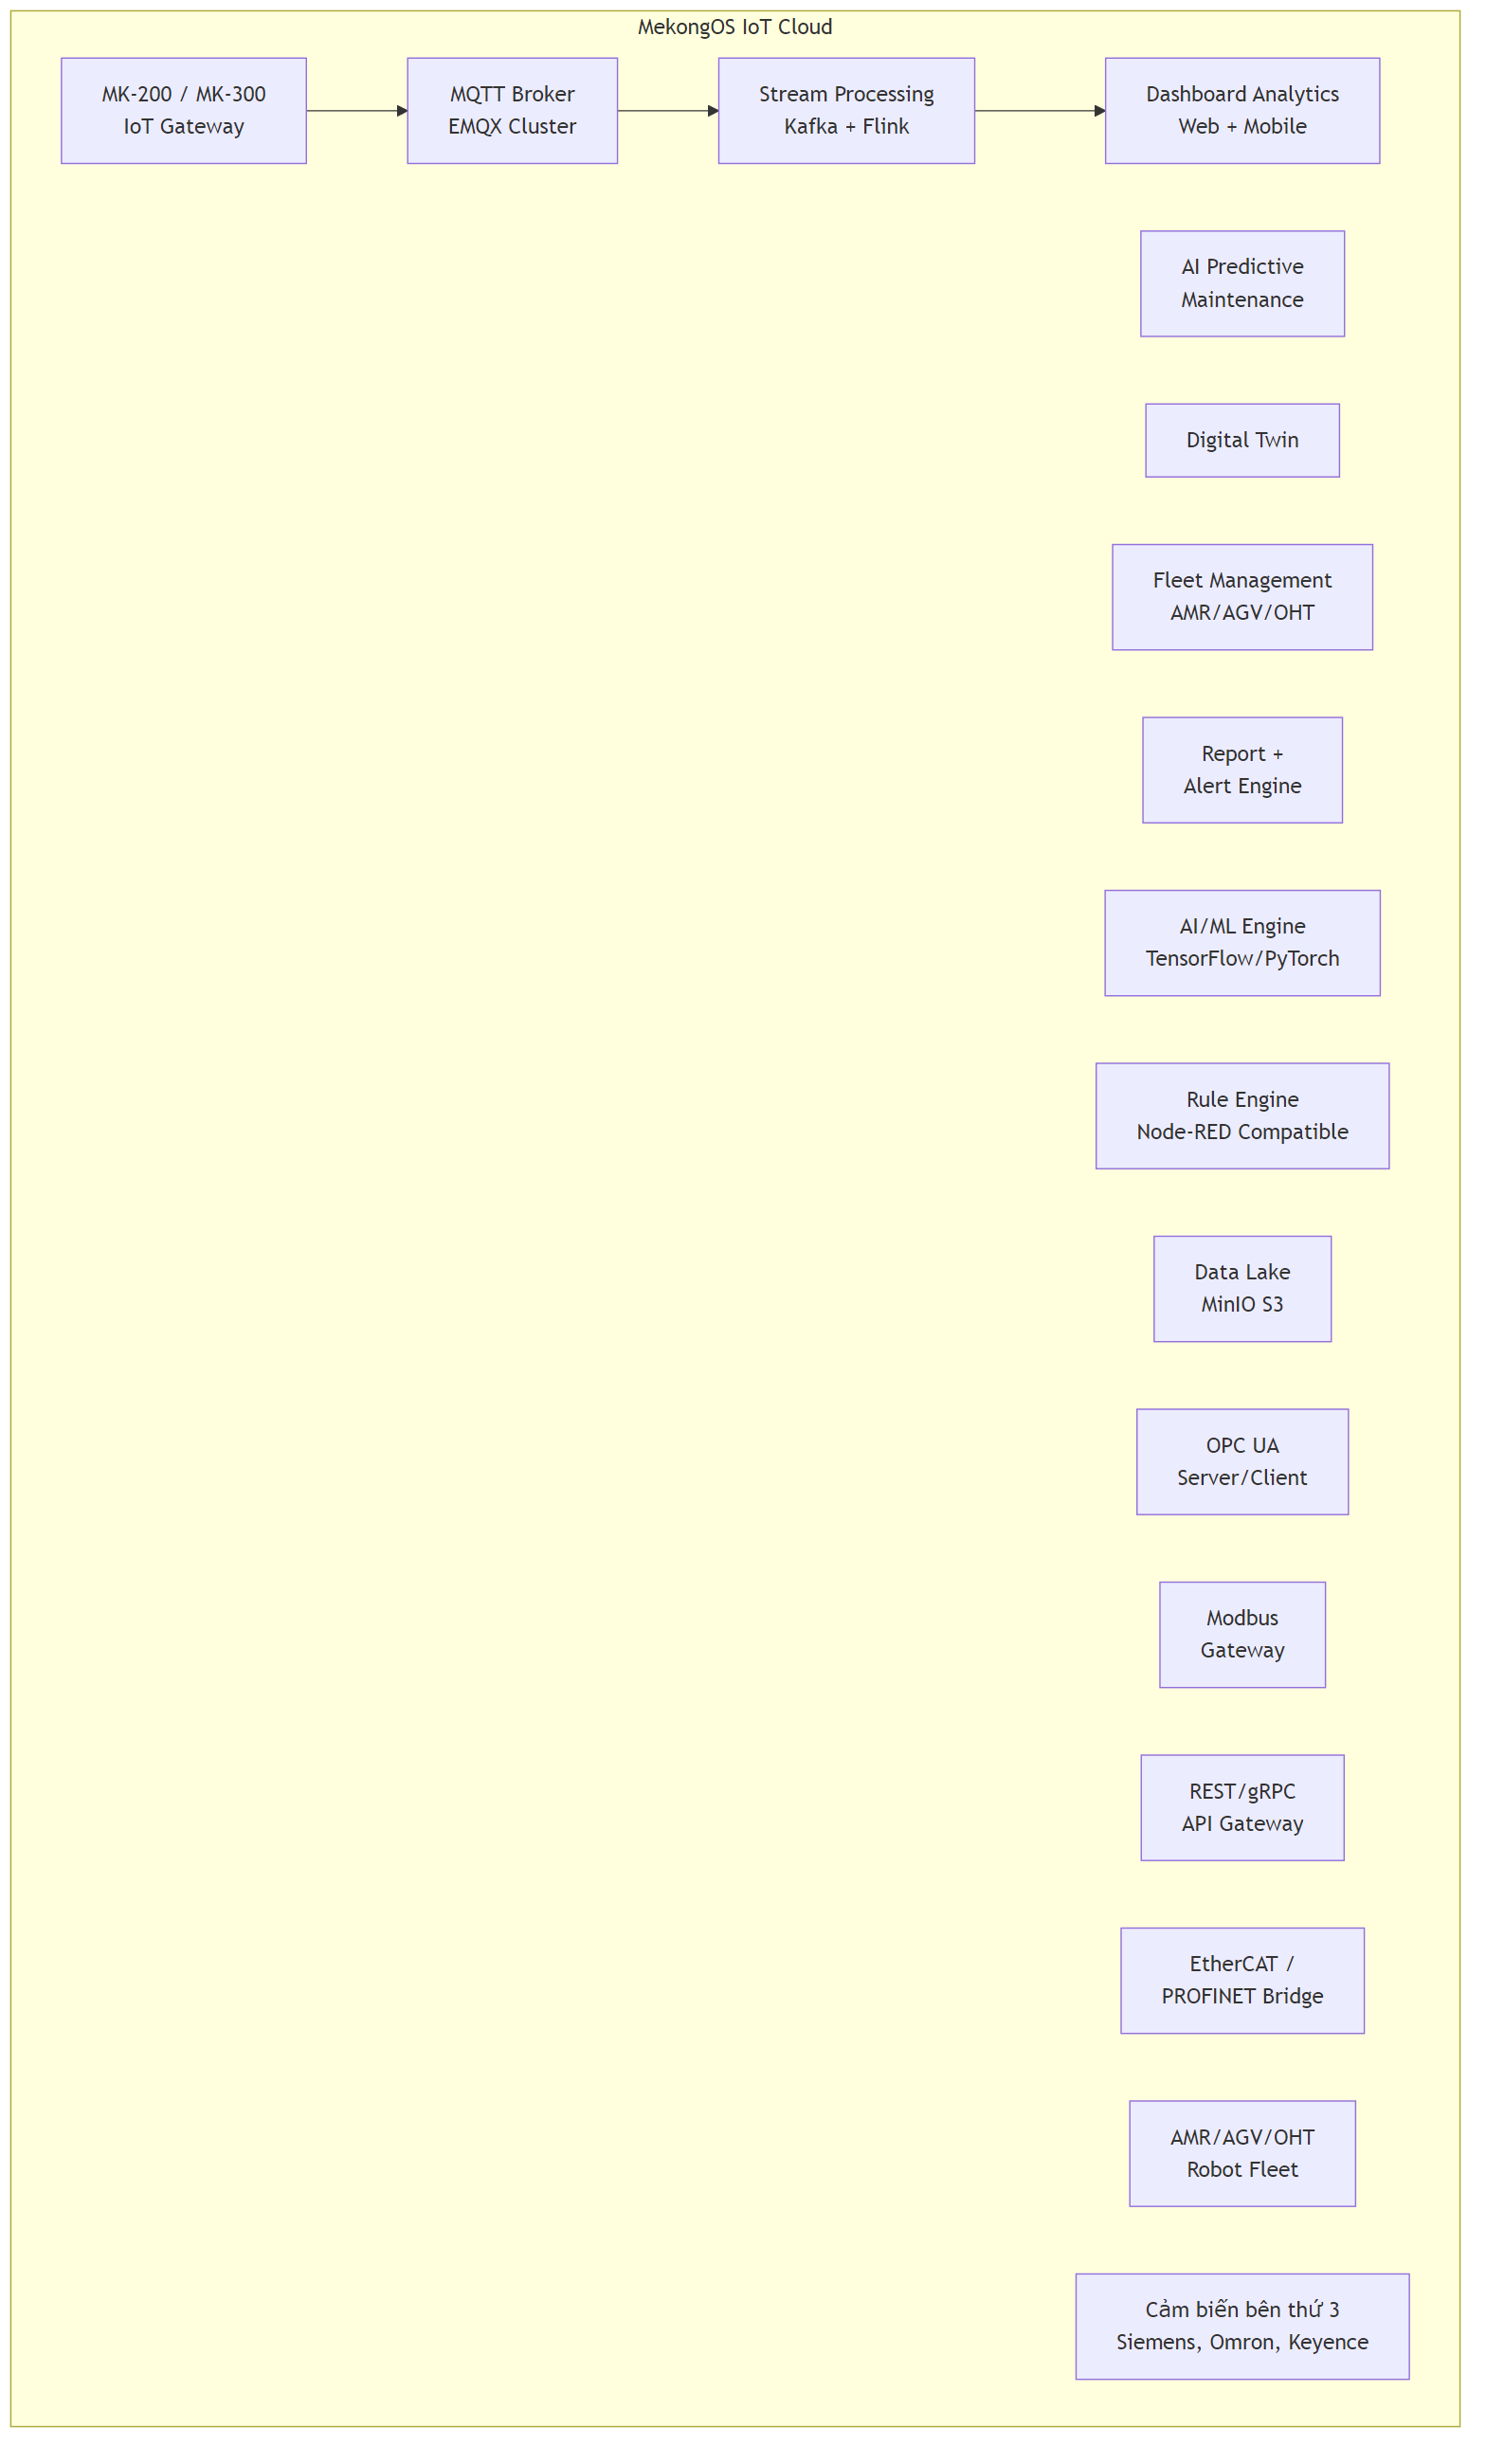 MekongOS IoT Cloud
MK-200 / MK-300
IoT Gateway
MQTT Broker
EMQX Cluster
Stream Processing
Kafka + Flink
Dashboard Analytics
Web + Mobile
AI Predictive
Maintenance
Digital Twin
Fleet Management
AMR/AGV/OHT
Report +
Alert Engine
AI/ML Engine
TensorFlow/PyTorch
Rule Engine
Node-RED Compatible
Data Lake
MinIO S3
OPC UA
Server/Client
Modbus
Gateway
REST/gRPC
API Gateway
EtherCAT /
PROFINET Bridge
AMR/AGV/OHT
Robot Fleet
Cảm biến bên thứ 3
Siemens, Omron, Keyence